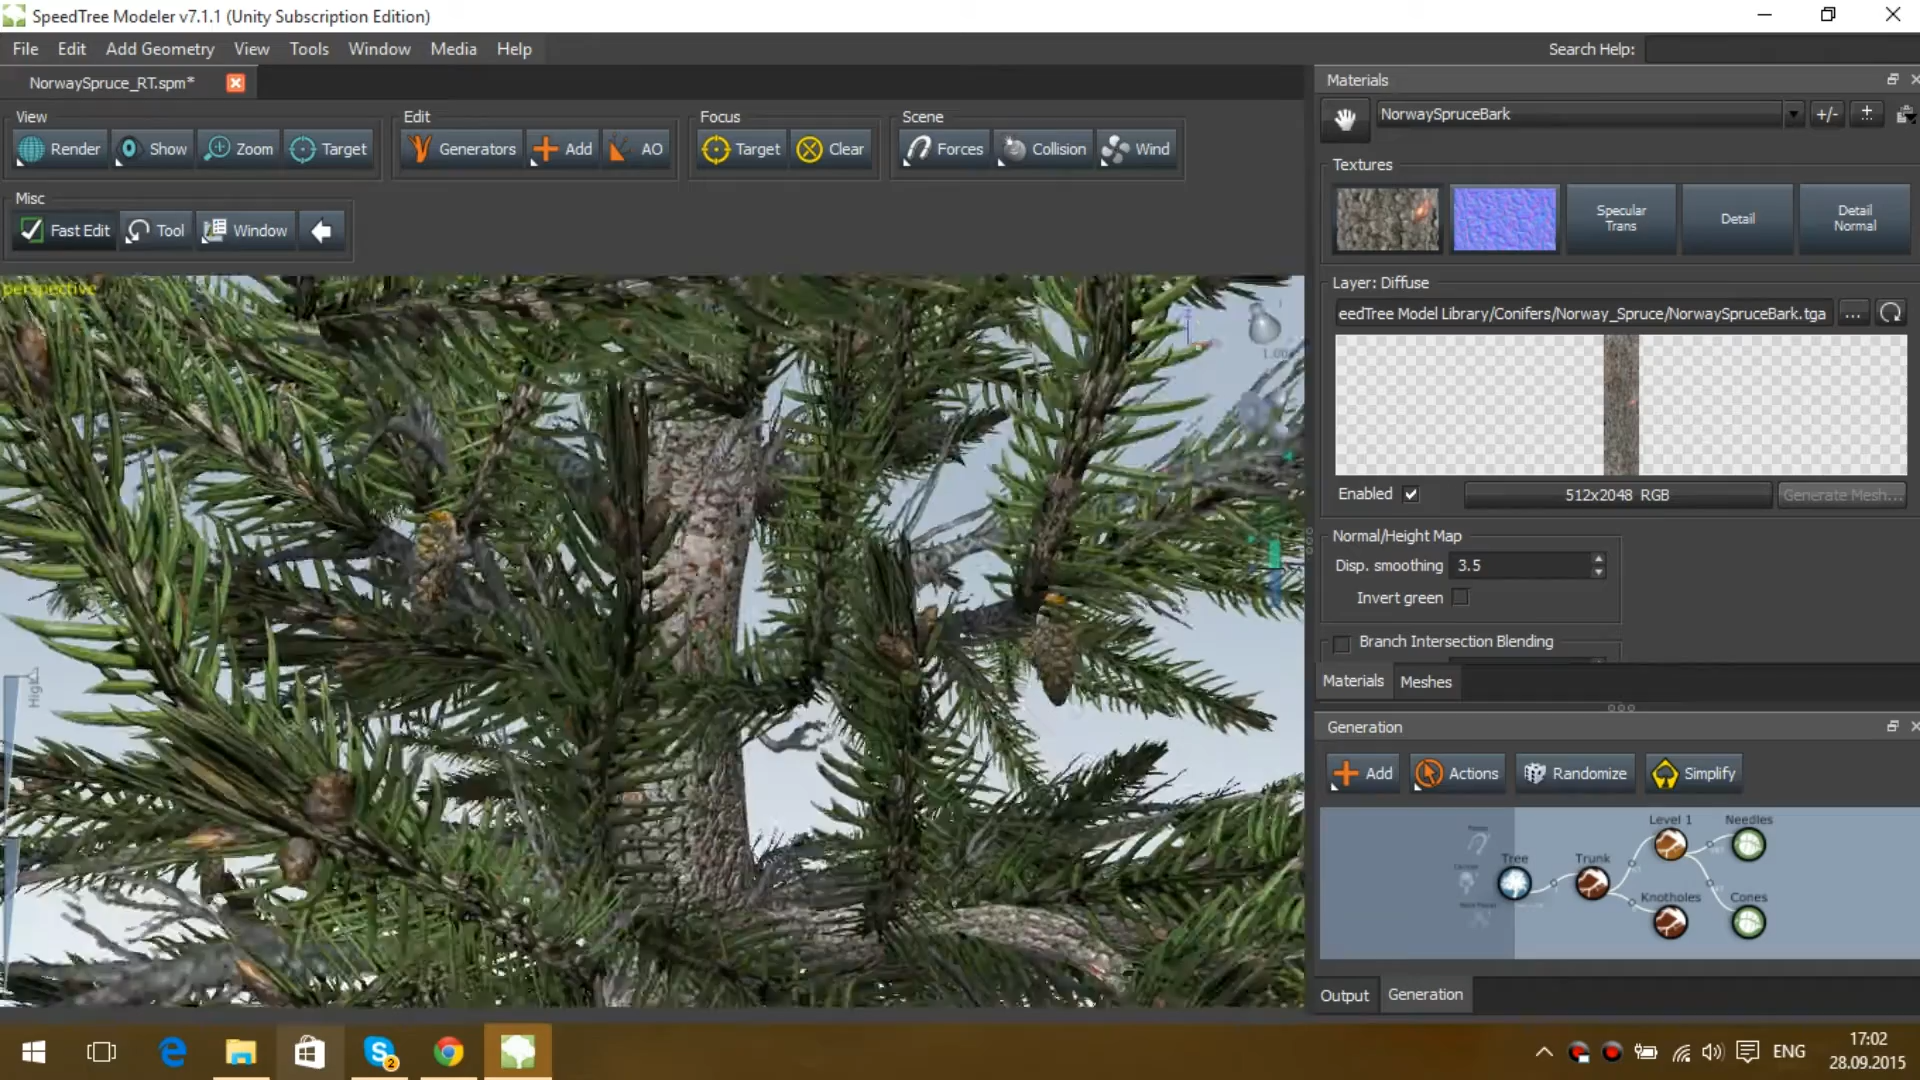 SpeedTree Modeler v7.1.1 (Unity Subscription Edition)
File Edit Add Geometry View Tools Window Media Help
Search Help:
NorwaySpruce_RT.spm*
View
Render Show Zoom Target
Edit
Generators Add AO
Focus
Target Clear
Scene
Forces Collision Wind
Misc
Fast Edit Tool Window
perspective
1.00
High
Materials
NorwaySpruceBark
+/-
Textures
Specular
Trans
Detail
Detail
Normal
Layer: Diffuse
eedTree Model Library/Conifers/Norway_Spruce/NorwaySpruceBark.tga
...
Enabled
512x2048 RGB
Generate Mesh...
Normal/Height Map
Disp. smoothing 3.5
Invert green
Branch Intersection Blending
Materials Meshes
Generation
Add Actions Randomize Simplify
Level 1 Needles
Tree Trunk
Knotholes Cones
Output Generation
2
ENG
17:02
28.09.2015